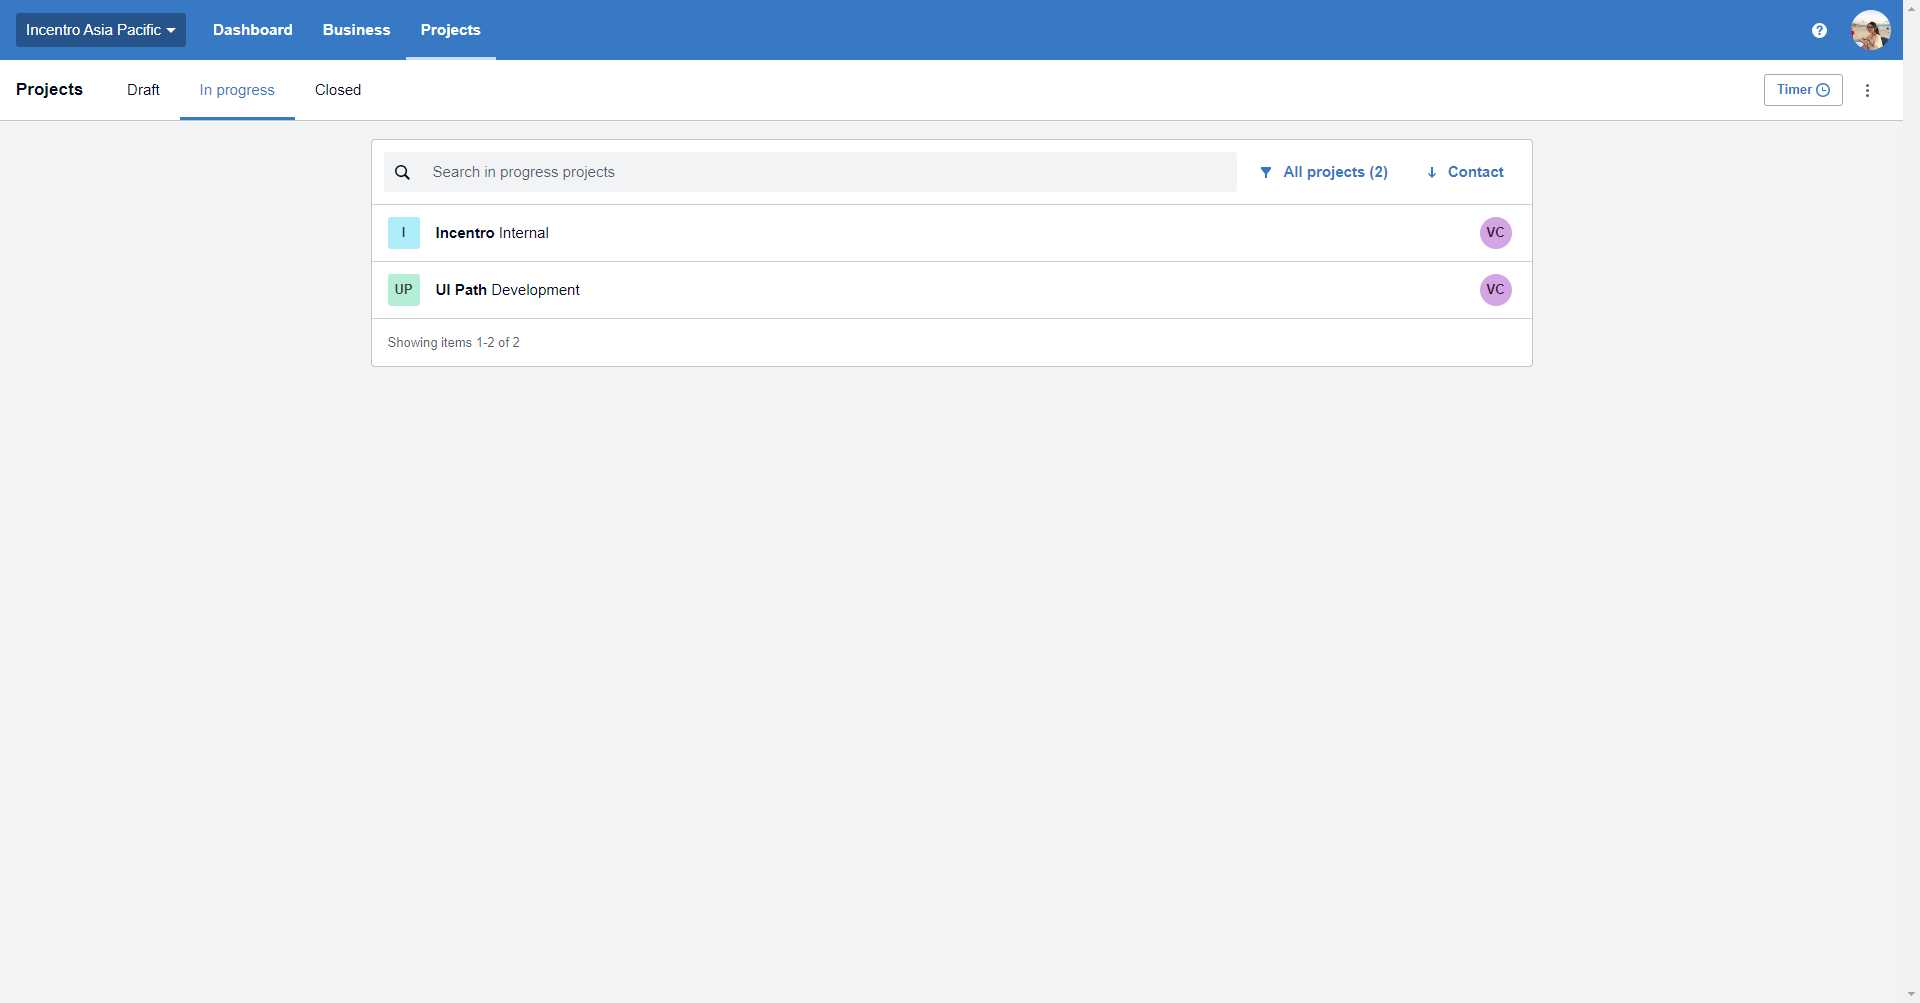 Incentro Asia Pacific Dashboard Business Projects
Projects Draft In progress Closed Timer
Search in progress projects All projects (2) Contact
I Incentro Internal VC
UP UI Path Development VC
Showing items 1-2 of 2